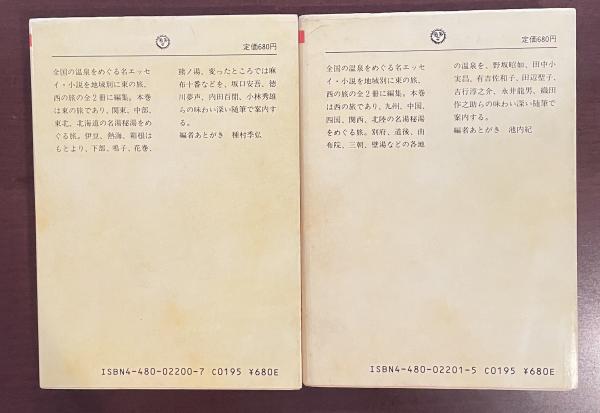 定価680円
全国の温泉をめぐる名エッセ
イ・小説を地域別に東の旅、
西の旅の全2冊に編集。本巻
は東の旅であり、関東、中部、
東北、北海道の名湯秘湯をめ
ぐる旅。伊豆、熱海、箱根は
もとより、下部、鳴子、花巻、
猪ノ湯、変ったところでは麻
布十番などを、坂口安吾、徳
川夢声、内田百閒、小林秀雄
らの味わい深い随筆で案内す
る。
編者あとがき 種村季弘
ISBN4-480-02200-7 C0195 ¥680E
定価680円
全国の温泉をめぐる名エッセ
イ・小説を地域別に東の旅、
西の旅の全2冊に編集。本巻
は西の旅であり、九州、中国、
四国、関西、北陸の名湯秘湯
をめぐる旅。別府、道後、由
布院、三朝、壁湯などの各地
の温泉を、野坂昭如、田中小
実昌、有吉佐和子、田辺聖子、
吉行淳之介、永井龍男、織田
作之助らの味わい深い随筆で
案内する。
編者あとがき 池内紀
ISBN4-480-02201-5 C0195 ¥680E